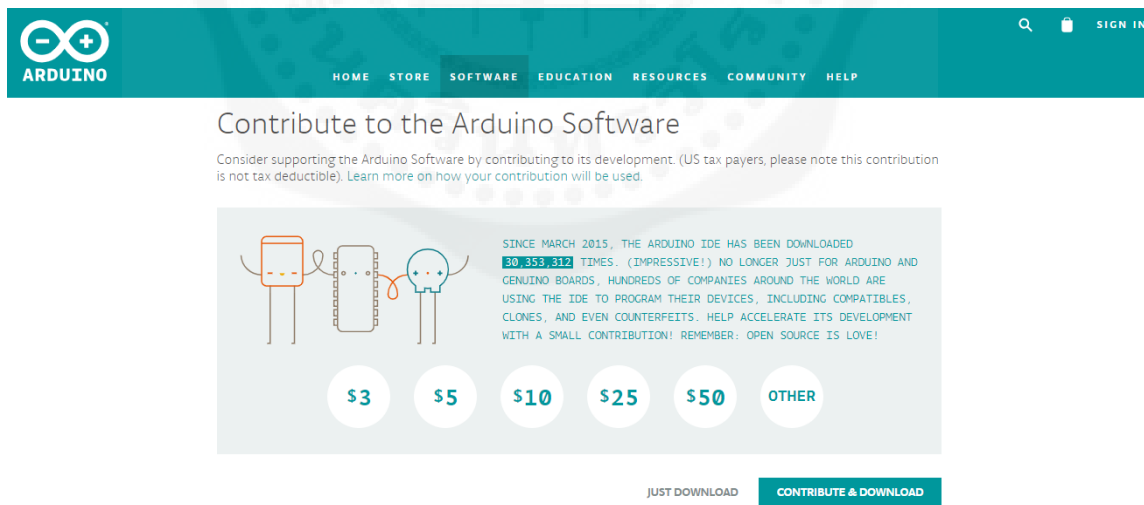 SIGN IN
ARDUINO
HOME STORE SOFTWARE EDUCATION RESOURCES COMMUNITY HELP
Contribute to the Arduino Software
Consider supporting the Arduino Software by contributing to its development. (US tax payers, please note this contribution
is not tax deductible). Learn more on how your contribution will be used.
SINCE MARCH 2015, THE ARDUINO IDE HAS BEEN DOWNLOADED
30,353,312 TIMES. (IMPRESSIVE!) NO LONGER JUST FOR ARDUINO AND
GENUINO BOARDS, HUNDREDS OF COMPANIES AROUND THE WORLD ARE
USING THE IDE TO PROGRAM THEIR DEVICES, INCLUDING COMPATIBLES,
CLONES, AND EVEN COUNTERFEITS. HELP ACCELERATE ITS DEVELOPMENT
WITH A SMALL CONTRIBUTION! REMEMBER: OPEN SOURCE IS LOVE!
$3 $5 $10 $25 $50 OTHER
JUST DOWNLOAD CONTRIBUTE & DOWNLOAD